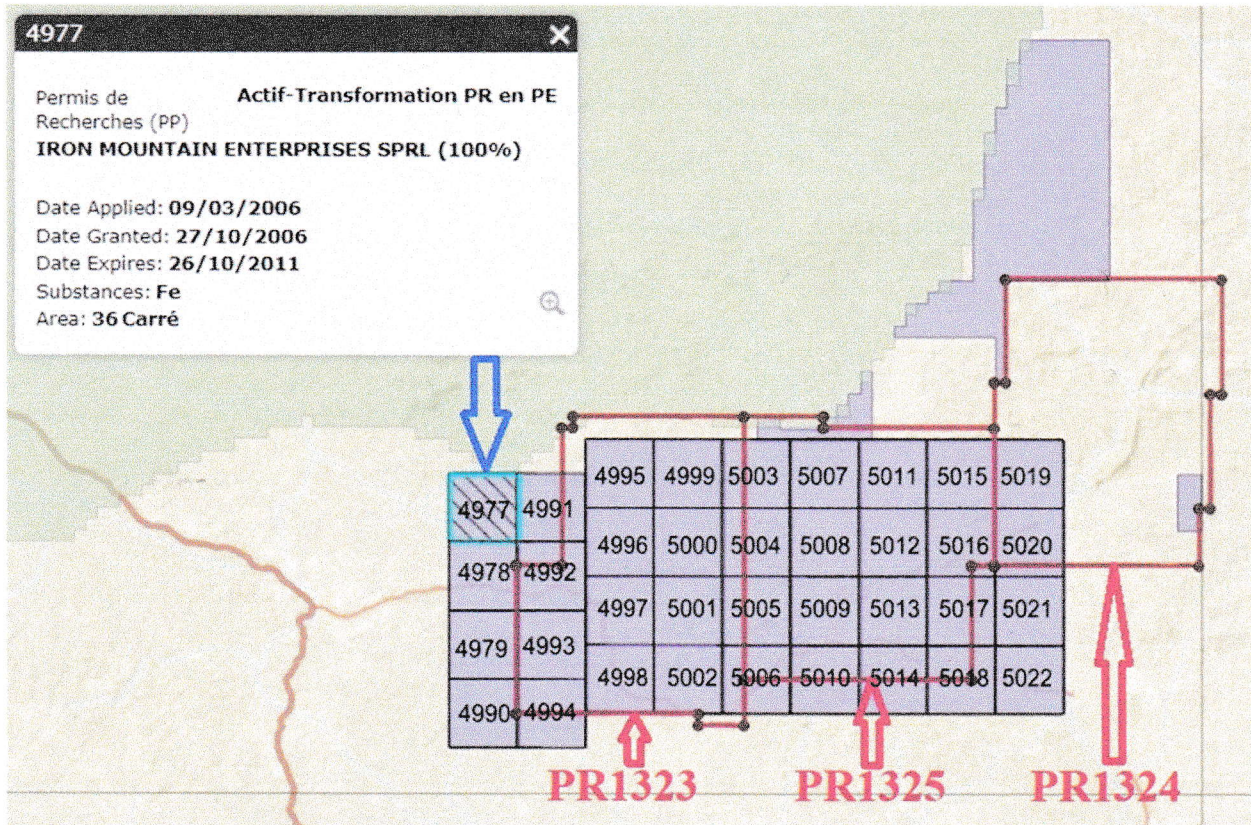 4977
Permis de Actif-Transformation PR en PE
Recherches (PP)
IRON MOUNTAIN ENTERPRISES SPRL (100%)
Date Applied: 09/03/2006
Date Granted: 27/10/2006
Date Expires: 26/10/2011
Substances: Fe
Area: 36 Carré
4995 4999 5003 5007 5011 5015 5019
4977 4991
4996 5000 5004 5008 5012 5016 5020
4978 4992
4997 5001 5005 5009 5013 5017 5021
4979 4993
4998 5002 5006 5010 5014 5018 5022
4990 4994
PR1323 PR1325 PR1324